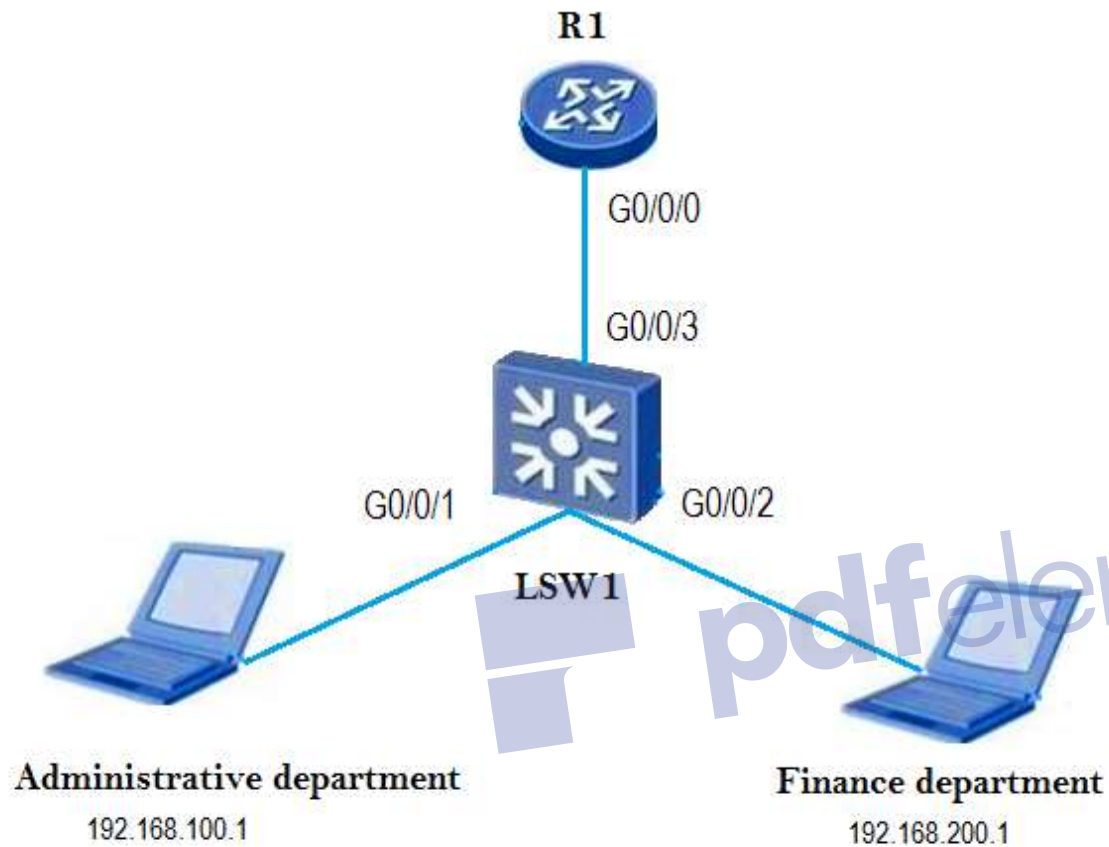 R1
G0/0/0
G0/0/3
G0/0/1
G0/0/2
LSW1
pdfelem
Administrative department
Finance department
192.168.100.1
192.168.200.1